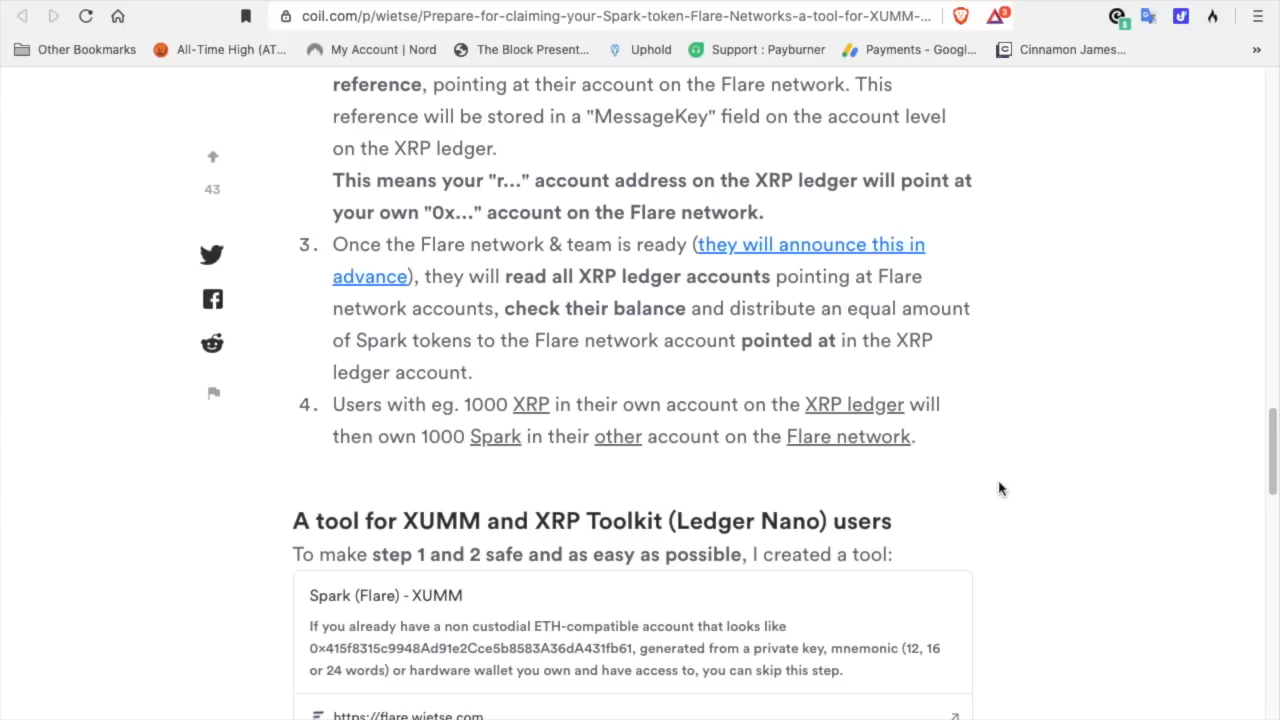 coil.com/p/wietse/Prepare-for-claiming-your-Spark-token-Flare-Networks-a-tool-for-XUMM-...
3
$
Other Bookmarks
All-Time High (AT...
My Account | Nord
The Block Present...
Uphold
Support : Payburner
Payments - Googl...
Cinnamon James...
»
reference, pointing at their account on the Flare network. This
reference will be stored in a "MessageKey" field on the account level
on the XRP ledger.
This means your "r..." account address on the XRP ledger will point at
your own "0x..." account on the Flare network.
43
3. Once the Flare network & team is ready (they will announce this in
advance), they will read all XRP ledger accounts pointing at Flare
network accounts, check their balance and distribute an equal amount
of Spark tokens to the Flare network account pointed at in the XRP
ledger account.
4. Users with eg. 1000 XRP in their own account on the XRP ledger will
then own 1000 Spark in their other account on the Flare network.
A tool for XUMM and XRP Toolkit (Ledger Nano) users
To make step 1 and 2 safe and as easy as possible, I created a tool:
Spark (Flare) - XUMM
If you already have a non custodial ETH-compatible account that looks like
0x415f8315c9948Ad91e2Cce5b8583A36dA431fb61, generated from a private key, mnemonic (12, 16
or 24 words) or hardware wallet you own and have access to, you can skip this step.
https://flare.wietse.com